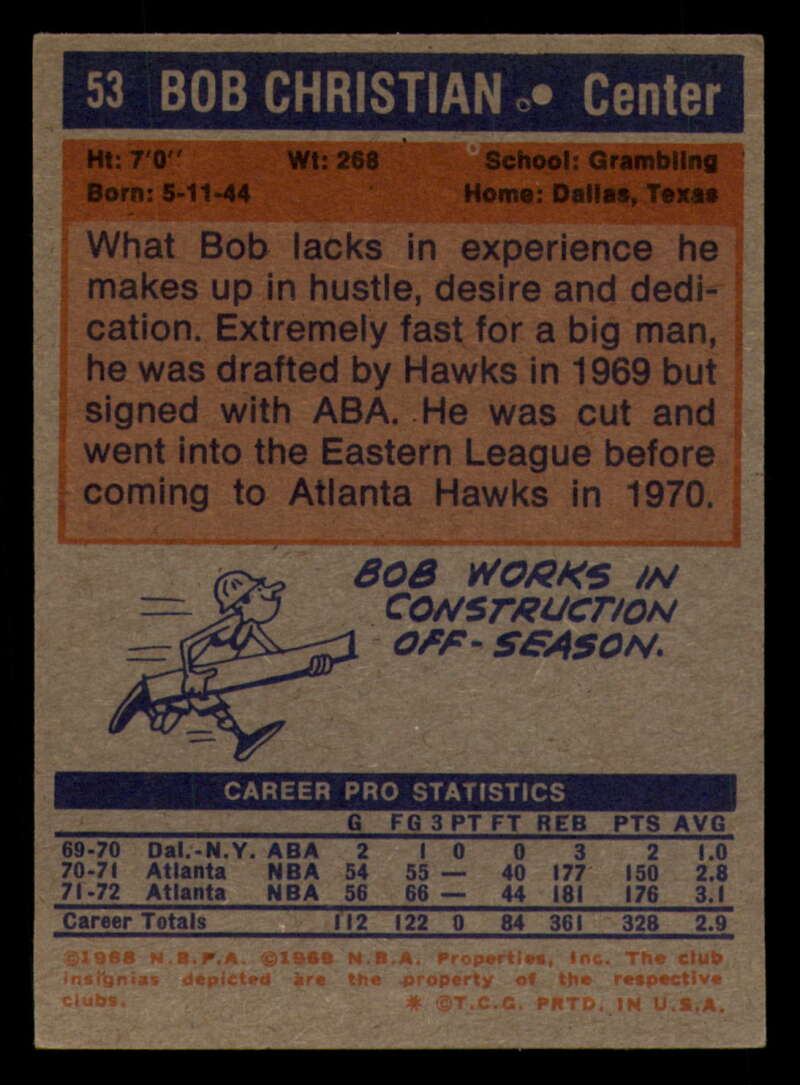 53 BOB CHRISTIAN • Center
Ht: 7'0'' Wt: 268 School: Grambling
Born: 5-11-44 Home: Dallas, Texas
What Bob lacks in experience he
makes up in hustle, desire and dedi-
cation. Extremely fast for a big man,
he was drafted by Hawks in 1969 but
signed with ABA. He was cut and
went into the Eastern League before
coming to Atlanta Hawks in 1970.
BOB WORKS IN
CONSTRUCTION
OFF-SEASON.
CAREER PRO STATISTICS
G FG 3 PT FT REB PTS AVG
69-70 Dal.-N.Y. ABA 2 1 0 0 3 2 1.0
70-71 Atlanta NBA 54 55 — 40 177 150 2.8
71-72 Atlanta NBA 56 66 — 44 181 176 3.1
Career Totals 112 122 0 84 361 328 2.9
©1968 N.B.P.A. ©1968 N.B.A. Properties, Inc. The club
insignias depicted are the property of the respective
clubs. * ©T.C.G. PRTD. IN U.S.A.